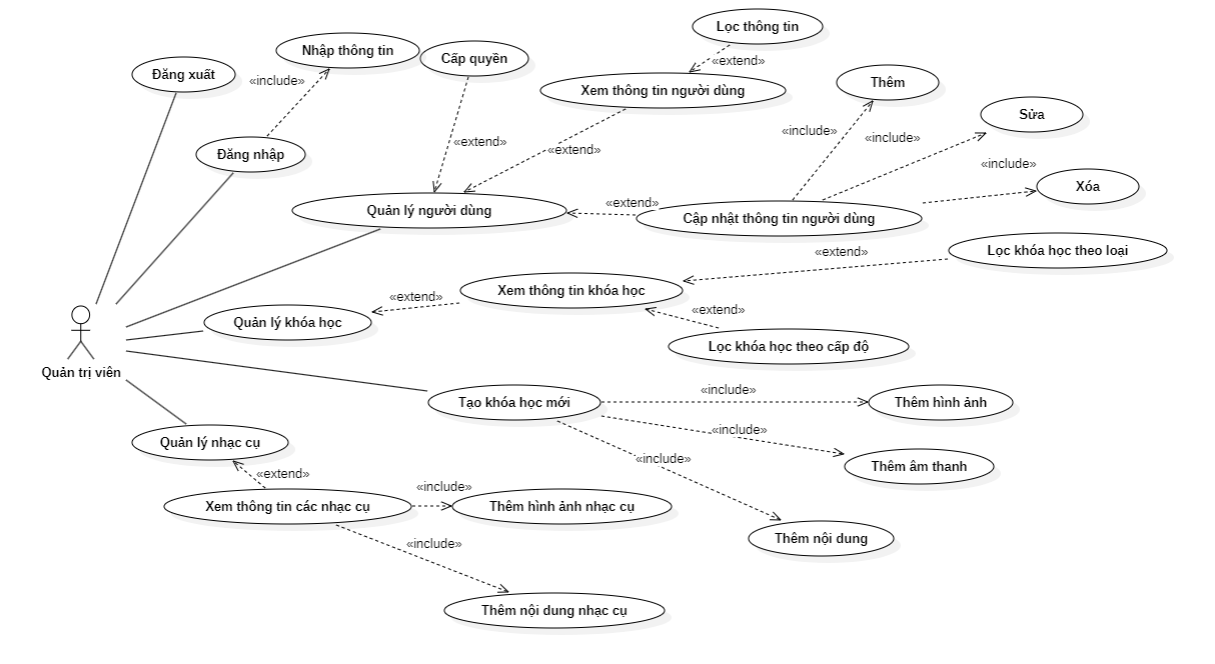 Lọc thông tin
Nhập thông tin
Cấp quyền
«extend»
Đăng xuất
«include»
Xem thông tin người dùng
Thêm
Sửa
«include»
«include»
«extend»
«extend»
Đăng nhập
«include»
Xóa
«extend»
Quản lý người dùng
Cập nhật thông tin người dùng
«extend»
Lọc khóa học theo loại
Xem thông tin khóa học
«extend»
«extend»
Quản lý khóa học
Lọc khóa học theo cấp độ
Quản trị viên
«include»
Tạo khóa học mới
Thêm hình ảnh
«include»
Quản lý nhạc cụ
«include»
Thêm âm thanh
«extend»
«include»
Xem thông tin các nhạc cụ
Thêm hình ảnh nhạc cụ
Thêm nội dung
«include»
Thêm nội dung nhạc cụ